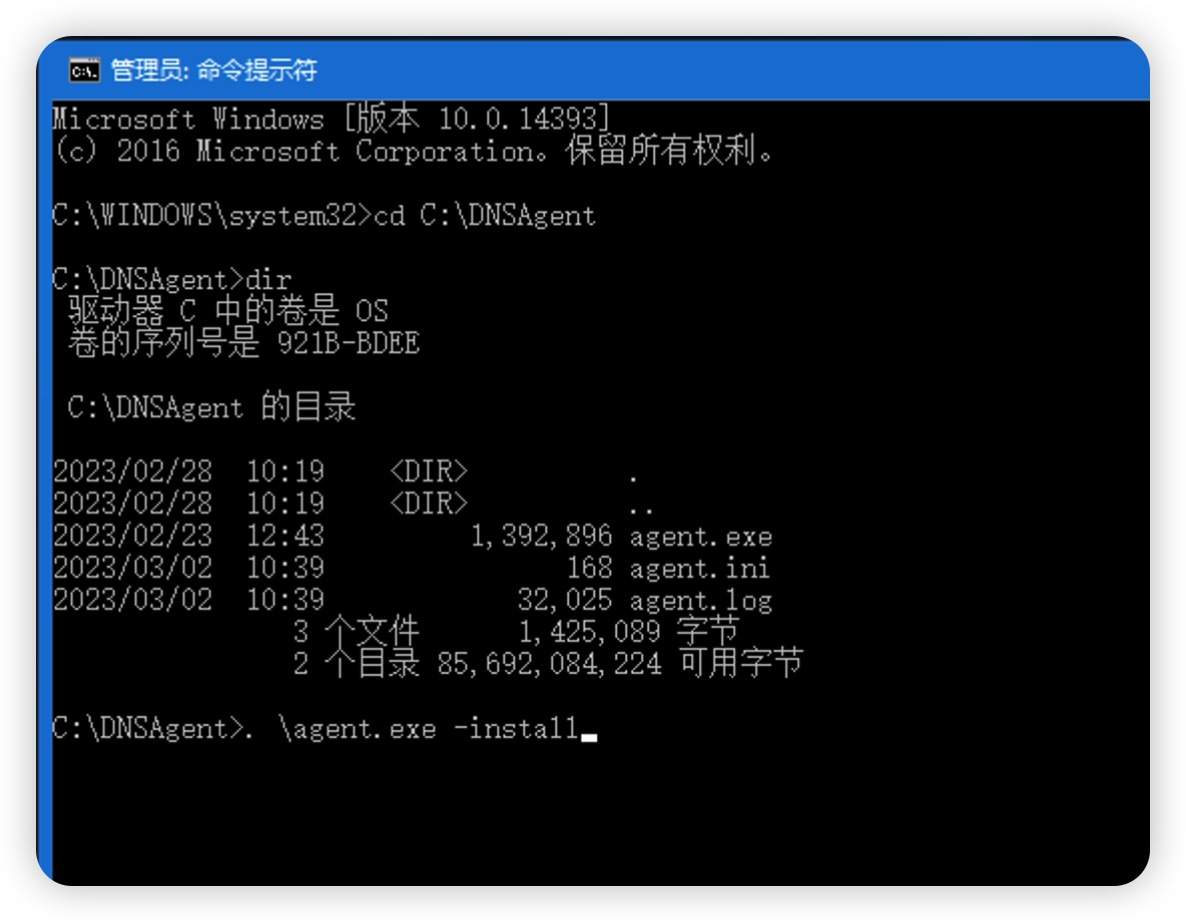 管理员: 命令提示符
Microsoft Windows [版本 10.0.14393]
(c) 2016 Microsoft Corporation。保留所有权利。
C:\WINDOWS\system32>cd C:\DNSAgent
C:\DNSAgent>dir
 驱动器 C 中的卷是 OS
 卷的序列号是 921B-BDEE
 C:\DNSAgent 的目录
2023/02/28  10:19    <DIR>          .
2023/02/28  10:19    <DIR>          ..
2023/02/23  12:43         1,392,896 agent.exe
2023/03/02  10:39               168 agent.ini
2023/03/02  10:39            32,025 agent.log
               3 个文件      1,425,089 字节
               2 个目录 85,692,084,224 可用字节
C:\DNSAgent>.\agent.exe -install